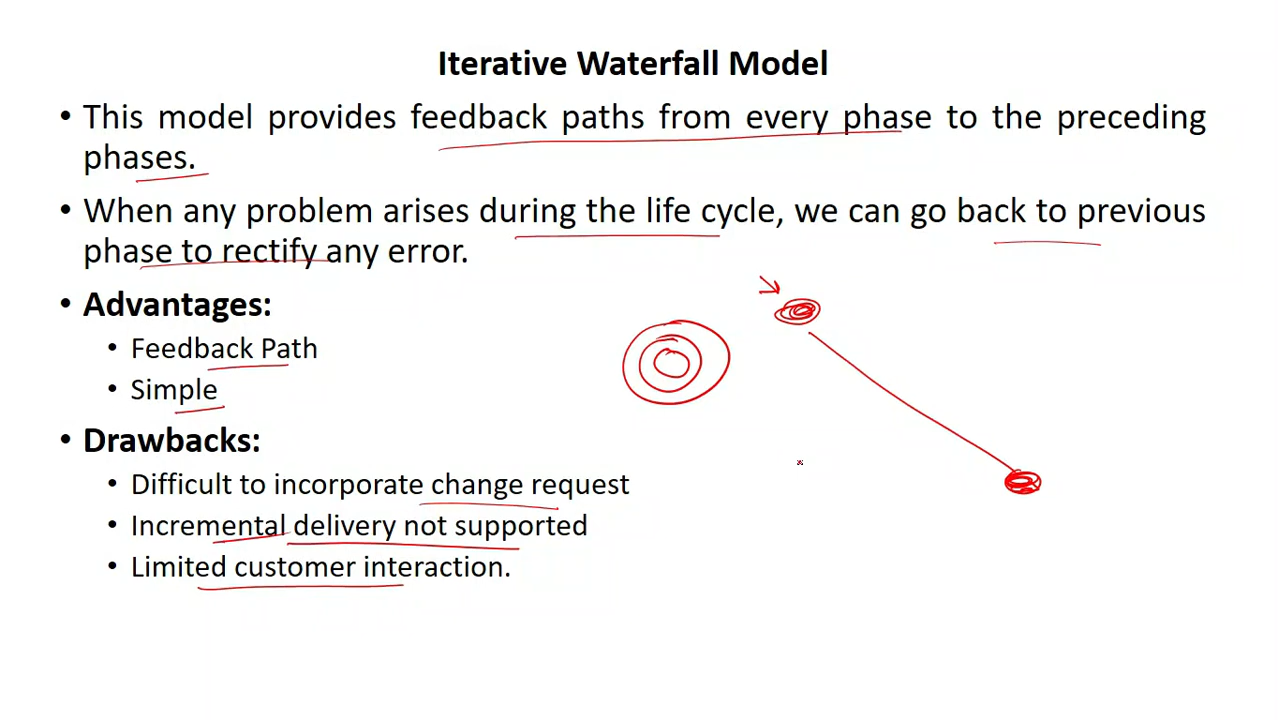 Iterative Waterfall Model
• This model provides feedback paths from every phase to the preceding
phases.
• When any problem arises during the life cycle, we can go back to previous
phase to rectify any error.
• Advantages:
• Feedback Path
• Simple
• Drawbacks:
• Difficult to incorporate change request
• Incremental delivery not supported
• Limited customer interaction.